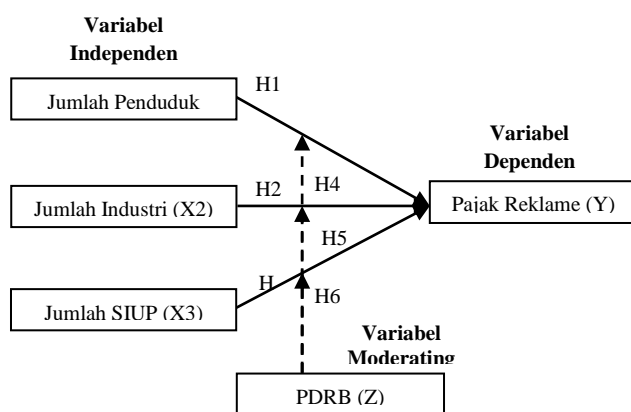 Variabel
Independen
Jumlah Penduduk
H1
Variabel
Dependen
H2
H4
Jumlah Industri (X2)
Pajak Reklame (Y)
H5
H
H6
Jumlah SIUP (X3)
Variabel
Moderating
PDRB (Z)